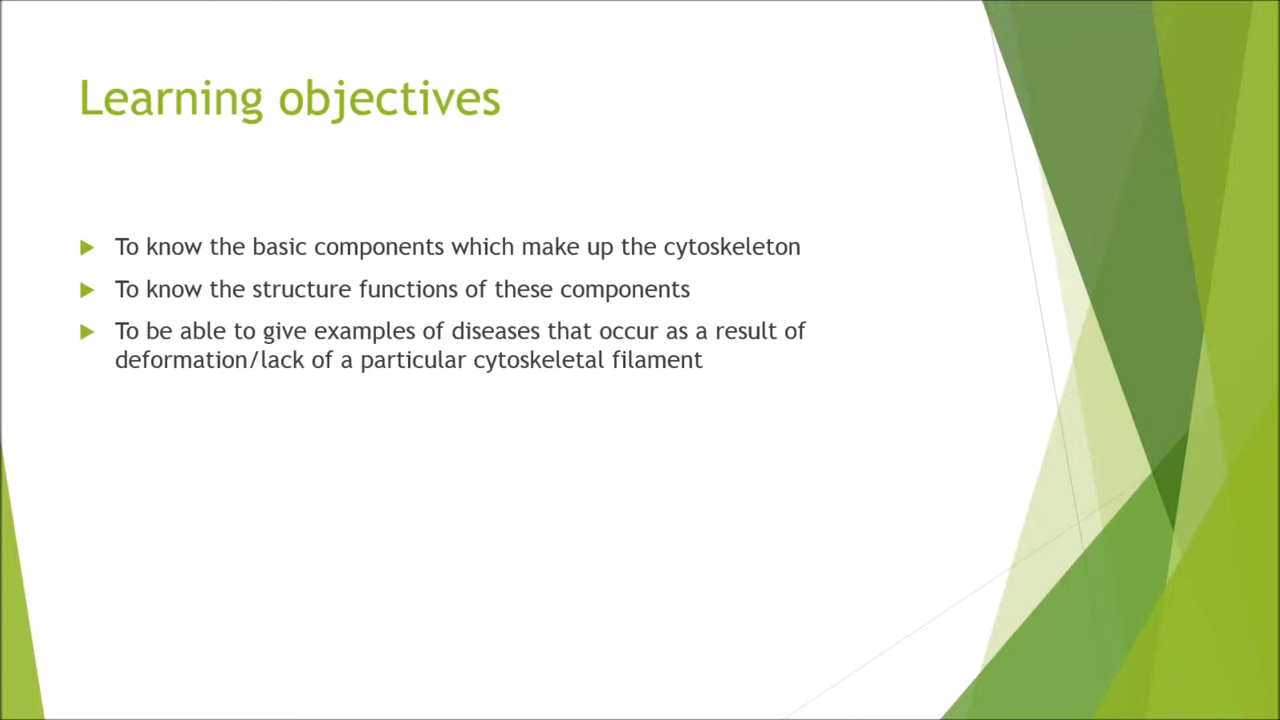 Learning objectives
To know the basic components which make up the cytoskeleton
To know the structure functions of these components
To be able to give examples of diseases that occur as a result of
deformation/lack of a particular cytoskeletal filament